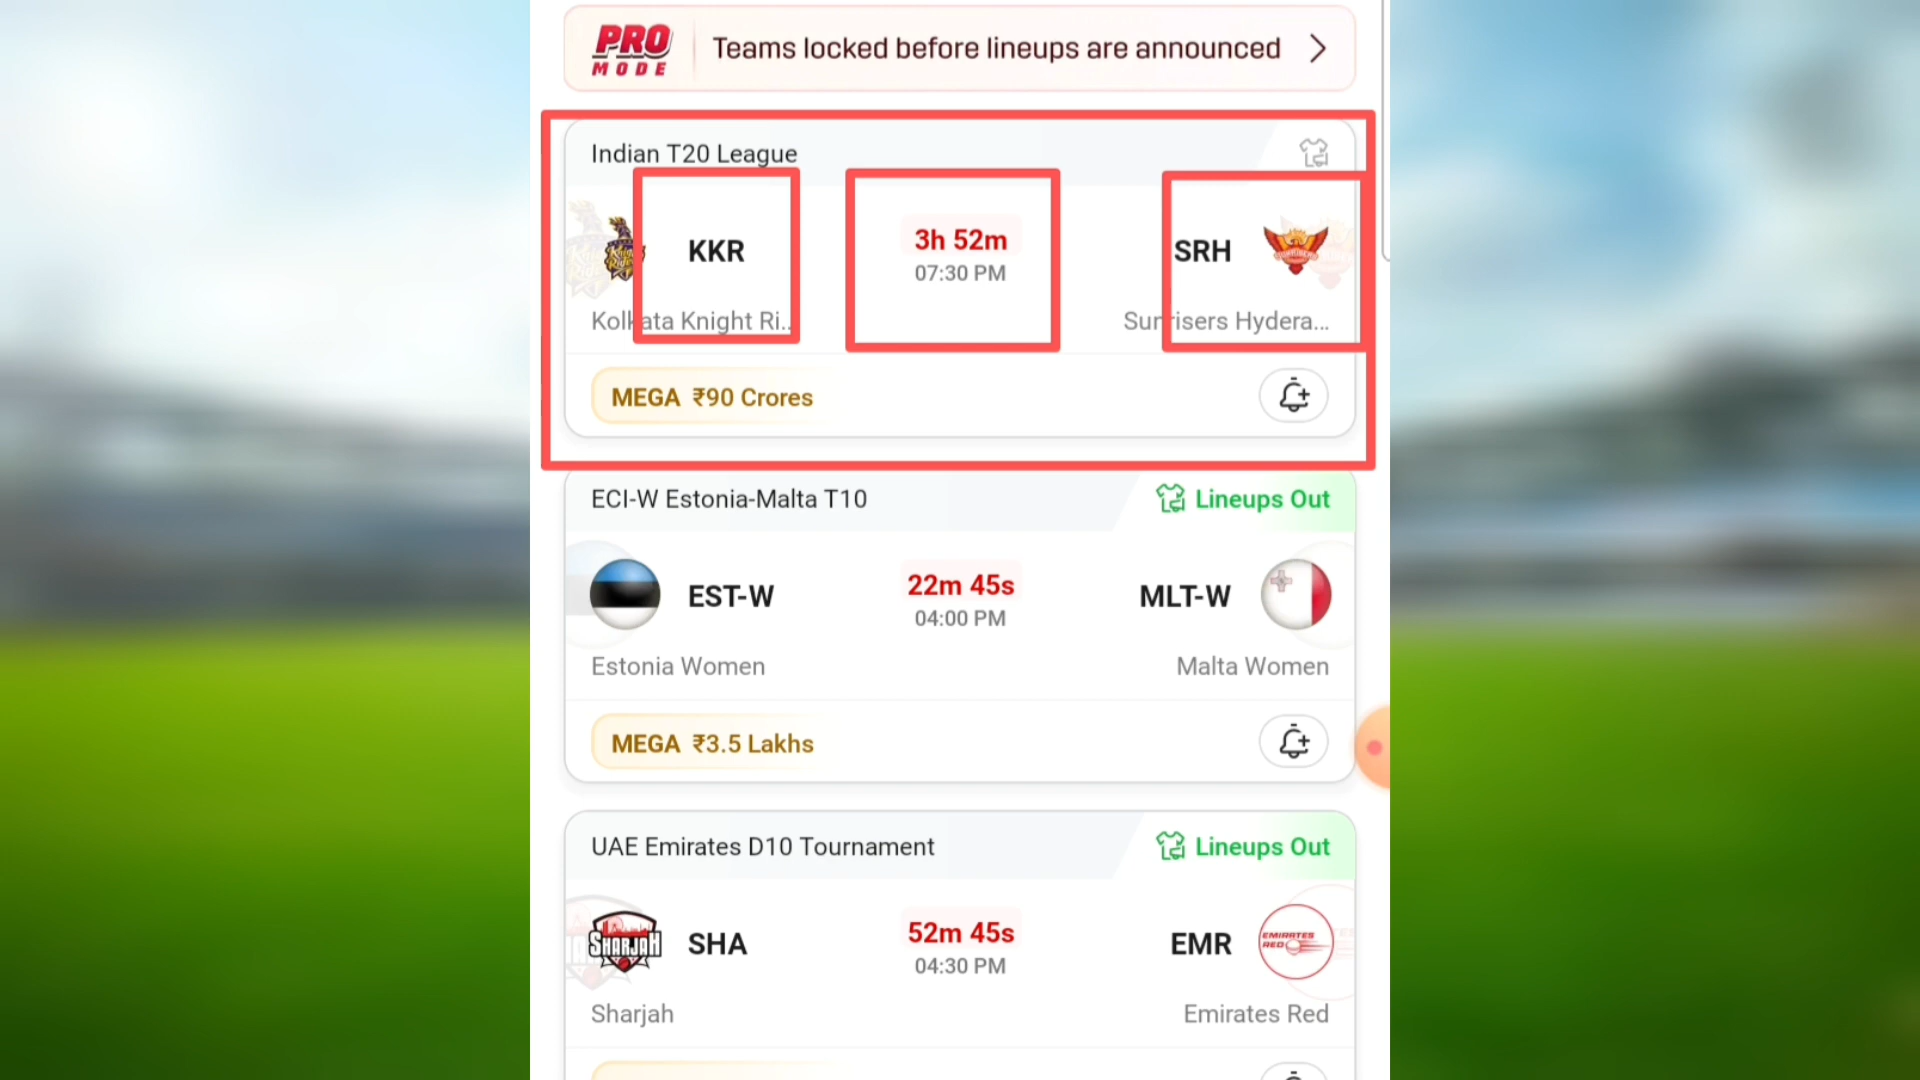 PRO
MODE
Teams locked before lineups are announced
Indian T20 League
KKR
3h 52m
07:30 PM
SRH
Kolkata Knight Ri...
Sunrisers Hydera...
MEGA ₹90 Crores
ECI-W Estonia-Malta T10
Lineups Out
EST-W
22m 45s
04:00 PM
MLT-W
Estonia Women
Malta Women
MEGA ₹3.5 Lakhs
UAE Emirates D10 Tournament
Lineups Out
SHARJAH
SHA
52m 45s
04:30 PM
EMR
EMIRATES
RED
Sharjah
Emirates Red